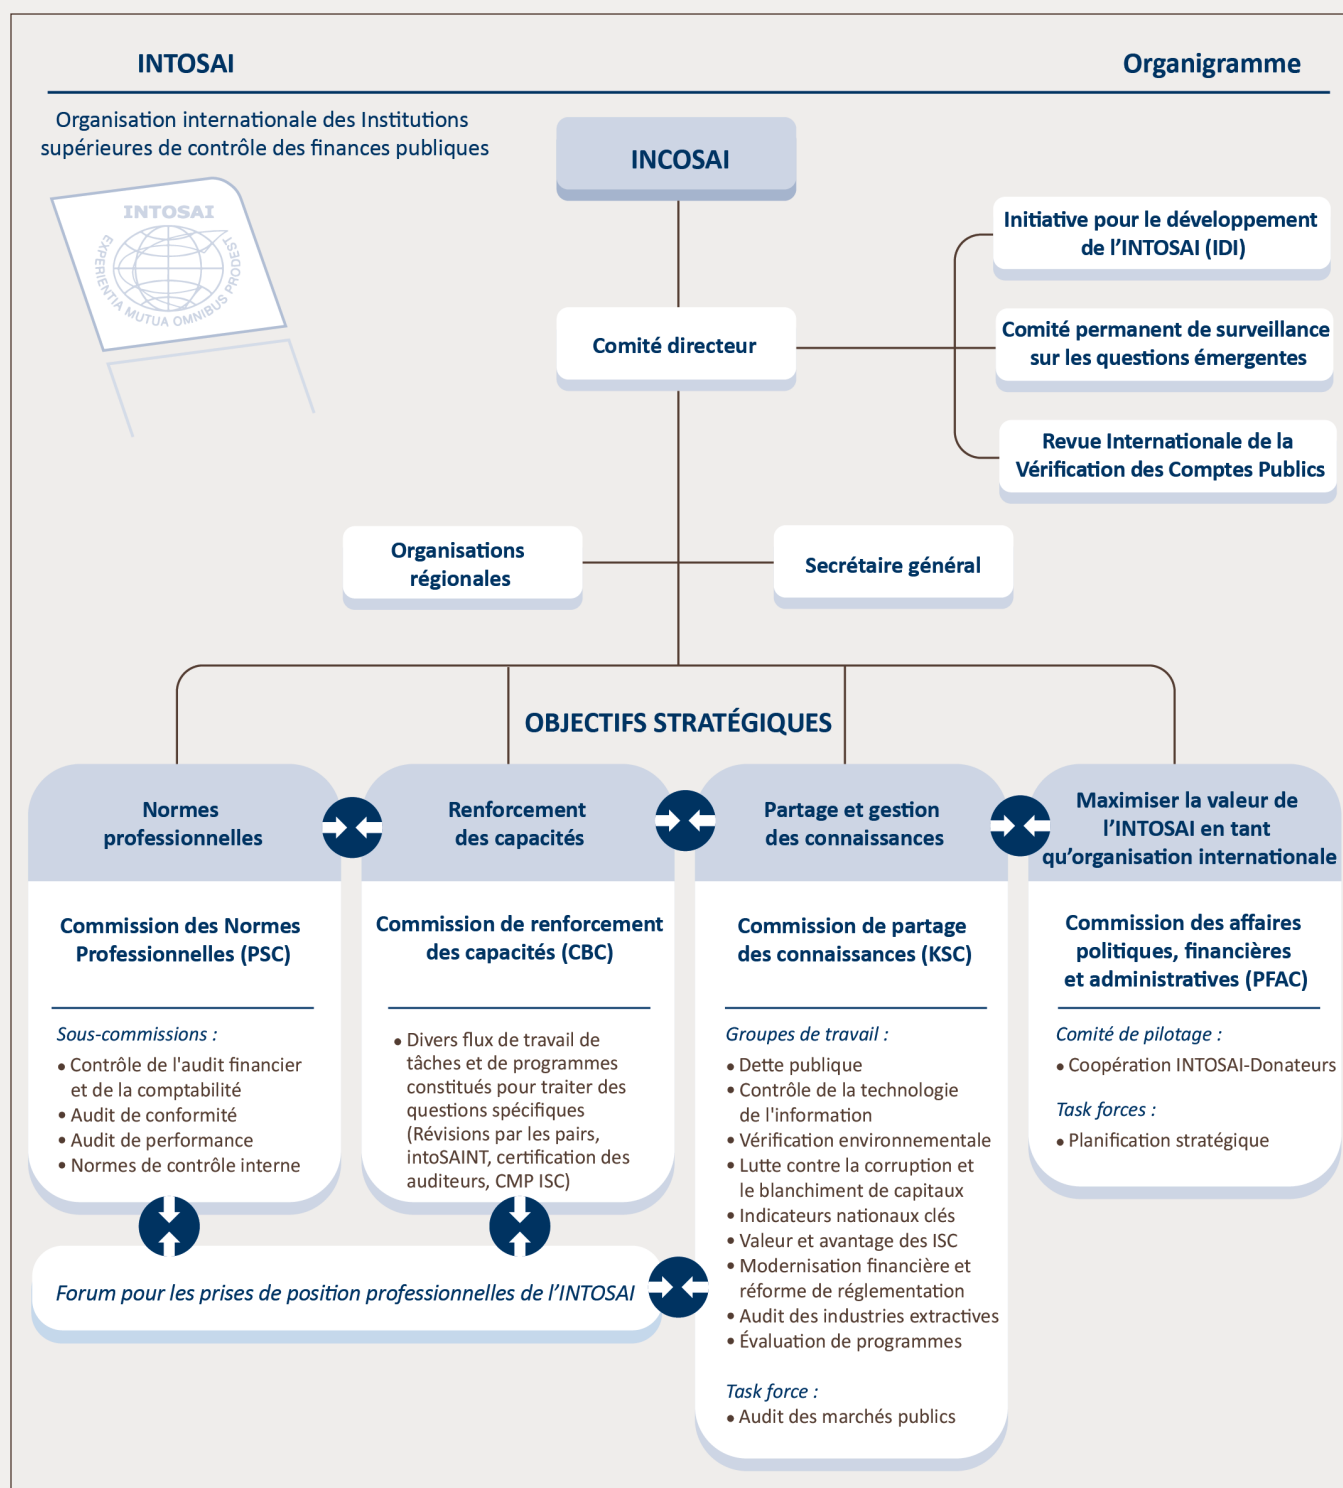 INTOSAI
Organigramme
Organisation internationale des Institutions
supérieures de contrôle des finances publiques
INTOSAI
EXPERIENTIA MUTUA OMNIBUS PRODEST
INCOSAI
Initiative pour le développement
de l’INTOSAI (IDI)
Comité directeur
Comité permanent de surveillance
sur les questions émergentes
Revue Internationale de la
Vérification des Comptes Publics
Organisations
régionales
Secrétaire général
OBJECTIFS STRATÉGIQUES
Normes
professionnelles
Renforcement
des capacités
Partage et gestion
des connaissances
Maximiser la valeur de
l’INTOSAI en tant
qu’organisation internationale
Commission des Normes
Professionnelles (PSC)
Sous-commissions :
• Contrôle de l'audit financier
et de la comptabilité
• Audit de conformité
• Audit de performance
• Normes de contrôle interne
Commission de renforcement
des capacités (CBC)
• Divers flux de travail de
tâches et de programmes
constitués pour traiter des
questions spécifiques
(Révisions par les pairs,
intoSAINT, certification des
auditeurs, CMP ISC)
Commission de partage
des connaissances (KSC)
Groupes de travail :
• Dette publique
• Contrôle de la technologie
de l'information
• Vérification environnementale
• Lutte contre la corruption et
le blanchiment de capitaux
• Indicateurs nationaux clés
• Valeur et avantage des ISC
• Modernisation financière et
réforme de réglementation
• Audit des industries extractives
• Évaluation de programmes
Task force :
• Audit des marchés publics
Commission des affaires
politiques, financières
et administratives (PFAC)
Comité de pilotage :
• Coopération INTOSAI-Donateurs
Task forces :
• Planification stratégique
Forum pour les prises de position professionnelles de l’INTOSAI